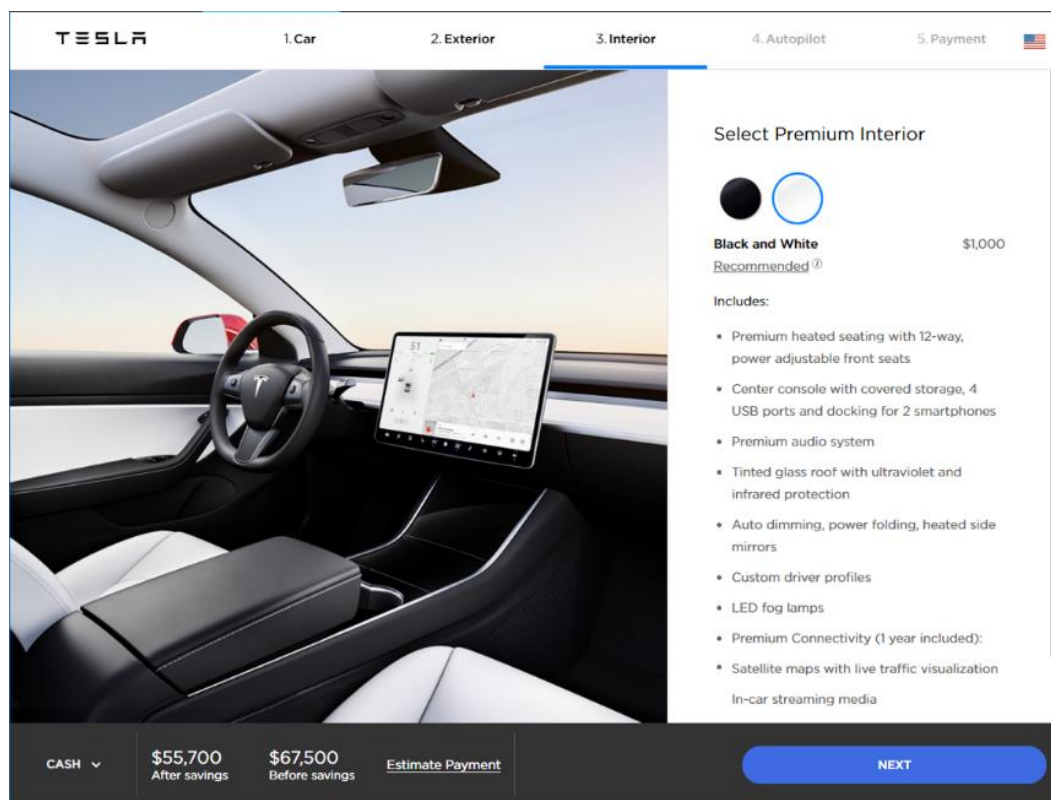 TESLA
1. Car
2. Exterior
3. Interior
4. Autopilot
5. Payment
Select Premium Interior
Black and White $1,000
Recommended
Includes:
• Premium heated seating with 12-way,
power adjustable front seats
• Center console with covered storage, 4
USB ports and docking for 2 smartphones
• Premium audio system
• Tinted glass roof with ultraviolet and
infrared protection
• Auto dimming, power folding, heated side
mirrors
• Custom driver profiles
• LED fog lamps
• Premium Connectivity (1 year included):
• Satellite maps with live traffic visualization
In-car streaming media
51
CASH
$55,700
After savings
$67,500
Before savings
Estimate Payment
NEXT